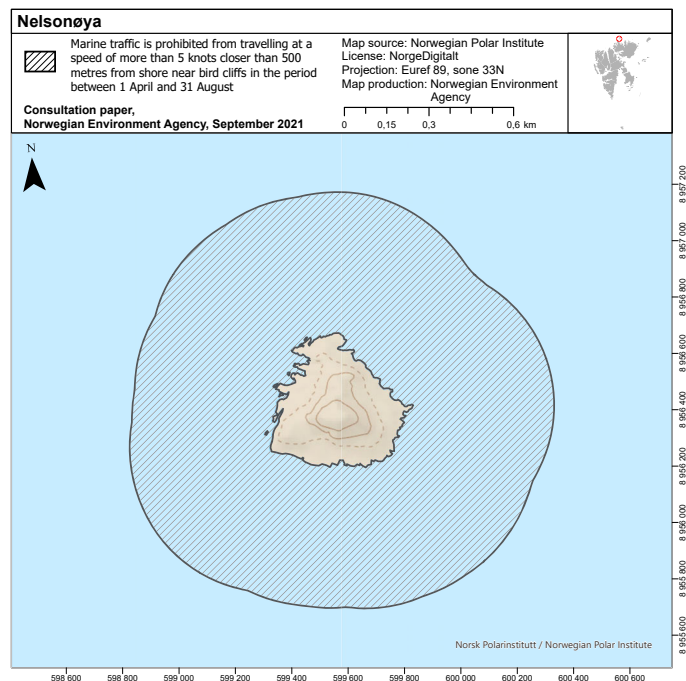 Nelsonøya
Marine traffic is prohibited from travelling at a
speed of more than 5 knots closer than 500
metres from shore near bird cliffs in the period
between 1 April and 31 August
Consultation paper,
Norwegian Environment Agency, September 2021
Map source: Norwegian Polar Institute
License: NorgeDigitalt
Projection: Euref 89, sone 33N
Map production: Norwegian Environment
Agency
0 0,15 0,3 0,6 km
N
8 957 200
8 957 000
8 956 800
8 956 600
8 956 400
8 956 200
8 956 000
8 955 800
8 955 600
Norsk Polarinstitutt / Norwegian Polar Institute
598 600 598 800 599 000 599 200 599 400 599 600 599 800 600 000 600 200 600 400 600 600